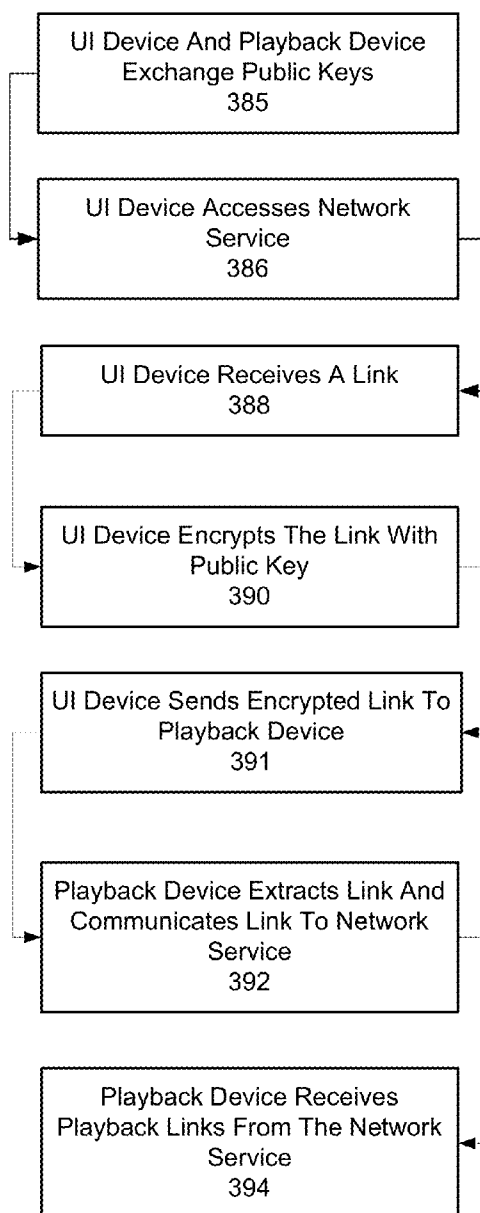 UI Device And Playback Device
Exchange Public Keys
385
UI Device Accesses Network
Service
386
UI Device Receives A Link
388
UI Device Encrypts The Link With
Public Key
390
UI Device Sends Encrypted Link To
Playback Device
391
Playback Device Extracts Link And
Communicates Link To Network
Service
392
Playback Device Receives
Playback Links From The Network
Service
394